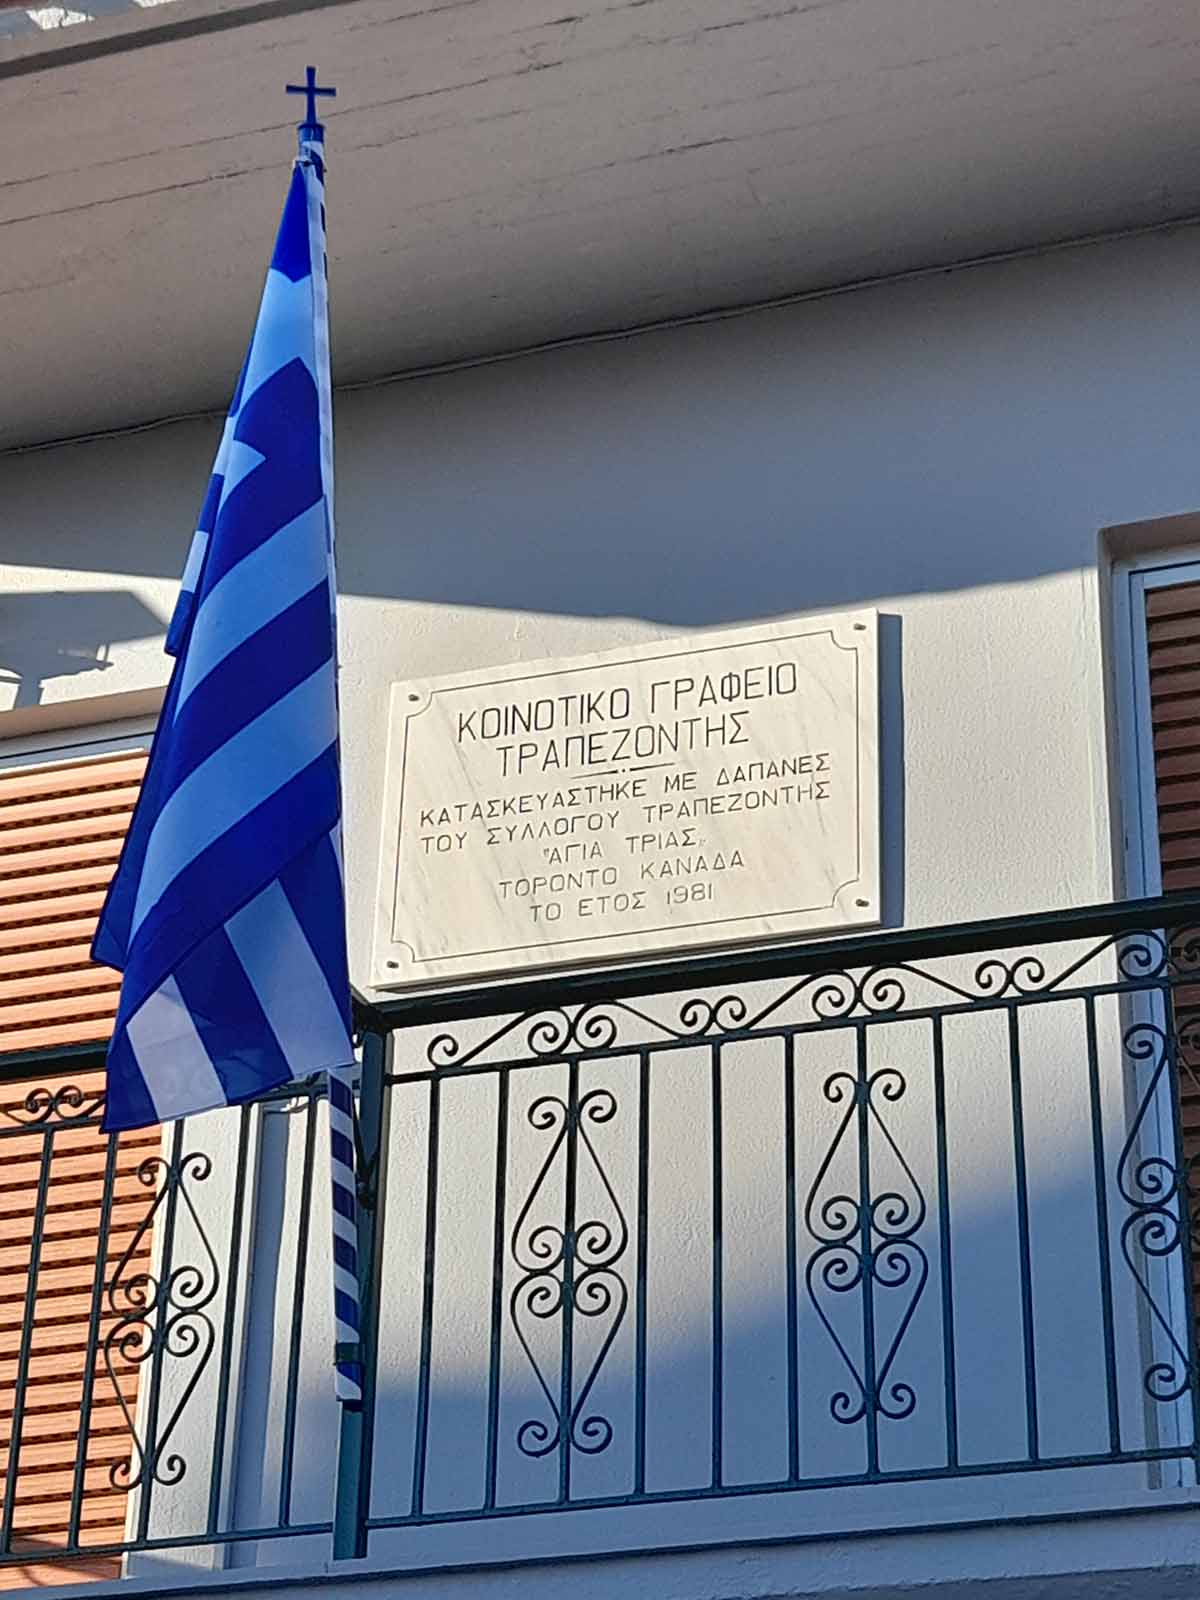 ΚΟΙΝΟΤΙΚΟ ΓΡΑΦΕΙΟ
ΤΡΑΠΕΖΟΝΤΗΣ
ΚΑΤΑΣΚΕΥΑΣΤΗΚΕ ΜΕ ΔΑΠΑΝΕΣ
ΤΟΥ ΣΥΛΛΟΓΟΥ ΤΡΑΠΕΖΟΝΤΗΣ
"ΑΓΙΑ ΤΡΙΑΣ"
ΤΟΡΟΝΤΟ ΚΑΝΑΔΑ
ΤΟ ΕΤΟΣ 1981